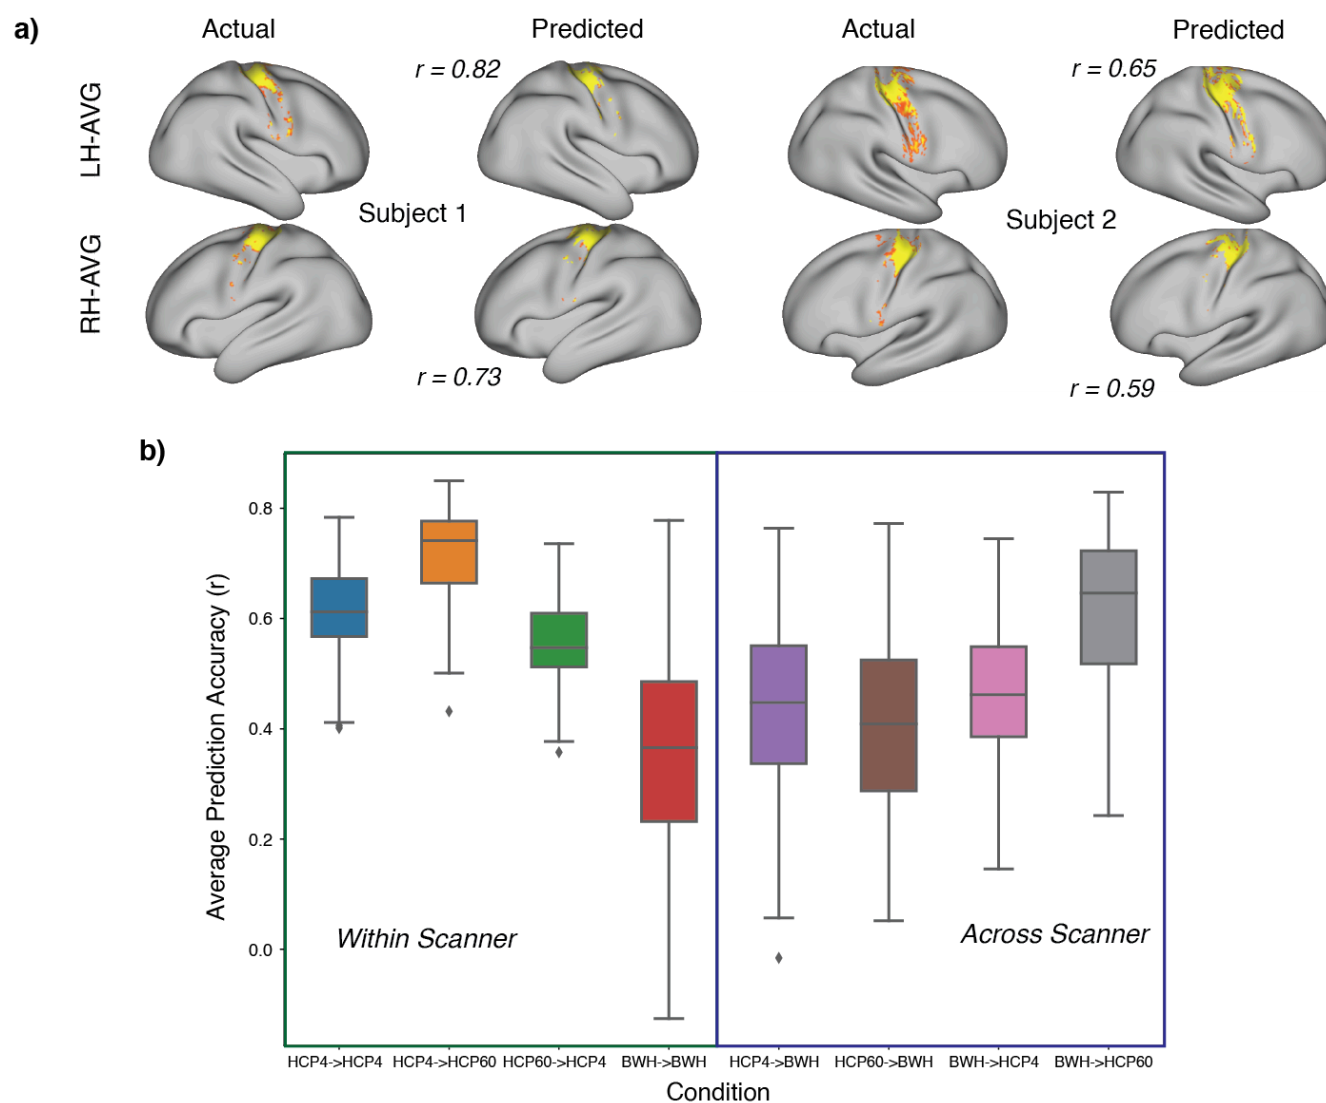 a)
Actual Predicted Actual Predicted
r = 0.82 r = 0.65
LH-AVG
Subject 1 Subject 2
RH-AVG
r = 0.73 r = 0.59
b)
Average Prediction Accuracy (r)
0.8
0.6
0.4
0.2
0.0
Within Scanner Across Scanner
HCP4->HCP4 HCP4->HCP60 HCP60->HCP4 BWH->BWH HCP4->BWH HCP60->BWH BWH->HCP4 BWH->HCP60
Condition